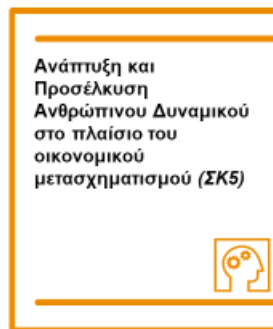 Ανάπτυξη και
Προσέλκυση
Ανθρώπινου Δυναμικού
στο πλαίσιο του
οικονομικού
μετασχηματισμού (ΣΚ5)